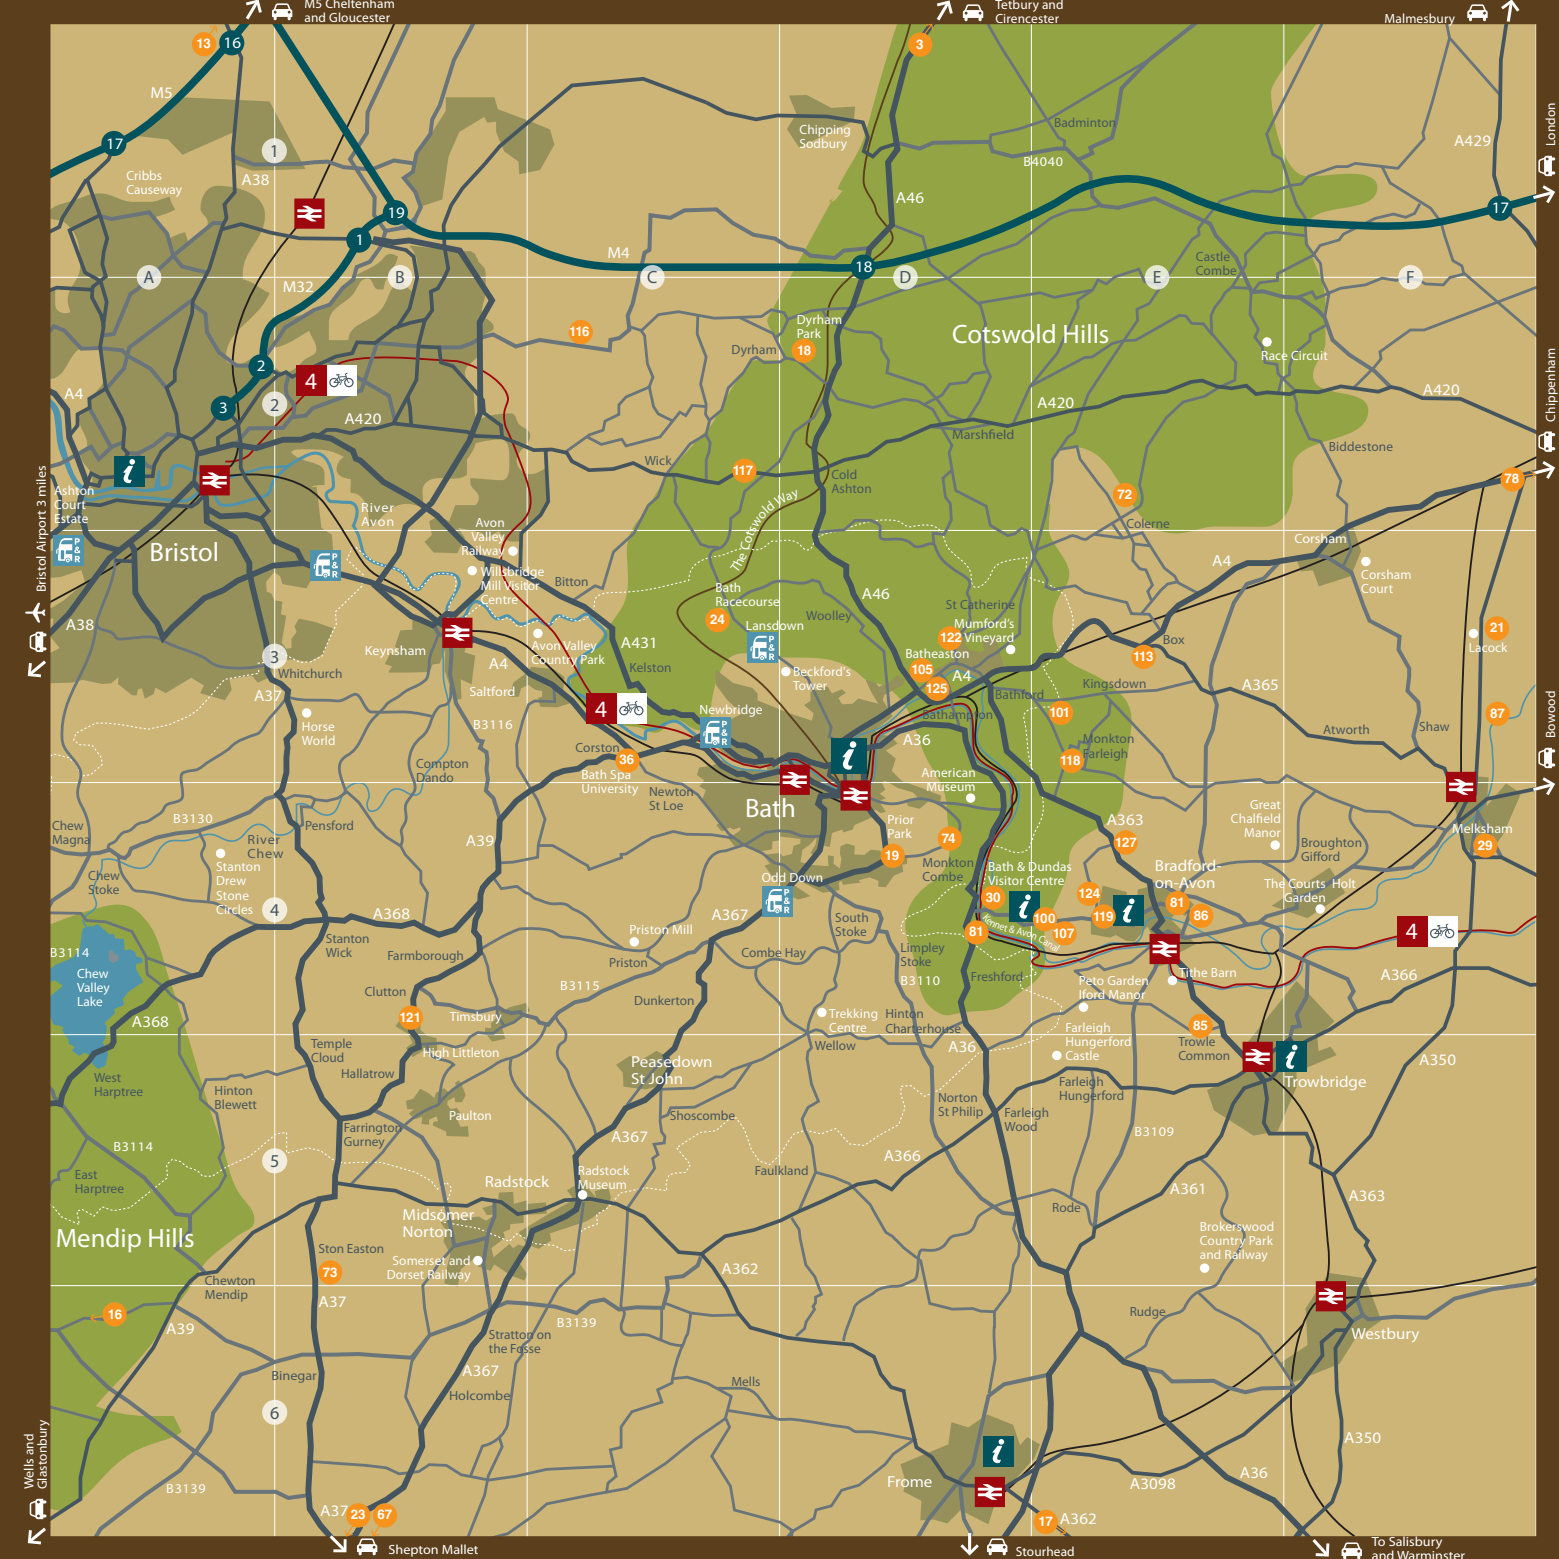 M5 Cheltenham
and Gloucester
Tetbury and
Cirencester
Malmesbury
13
16
3
M5
17
1
Cribbs
Causeway
A38
Chipping
Sodbury
Badminton
B4040
A429
London
A46
19
1
17
M4
18
A
B
C
D
E
F
Castle
Combe
M32
116
Dyrham
Park
18
Dyrham
Cotswold Hills
Race Circuit
2
4
3
2
A4
A420
A420
A420
Chippenham
Marshfield
Biddestone
Wick
117
Cold
Ashton
78
i
Ashton
Court
Estate
River
Avon
The Cotswold Way
72
Colerne
Bristol Airport 3 miles
P&R
Bristol
P&R
Avon
Valley
Railway
Willsbridge
Mill Visitor
Centre
Bitton
Corsham
A4
Corsham
Court
A38
Bath
Racecourse
24
Lansdown
P&R
Woolley
A46
St Catherine
Mumford's
Vineyard
122
Batheaston
105
125
A4
Box
113
21
Lacock
Keynsham
A4
Avon Valley
Country Park
A431
Kelston
Beckford's
Tower
3
Whitchurch
A37
Saltford
B3116
4
Newbridge
P&R
Bathford
Bathampton
Kingsdown
A365
101
87
Horse
World
Corston
36
Bath Spa
University
i
A36
Monkton
Farleigh
118
Atworth
Shaw
Bowood
Compton
Dando
Newton
St Loe
Bath
American
Museum
Chew
Magna
B3130
Pensford
River
Chew
A39
Prior
Park
19
74
Monkton
Combe
A363
127
Great
Chalfield
Manor
Broughton
Gifford
Melksham
29
Stanton
Drew
Stone
Circles
Chew
Stoke
Odd Down
P&R
Bath & Dundas
Visitor Centre
30
i
100
107
124
119
i
Bradford-
on-Avon
81
86
The Courts
Garden
Holt
4
A368
A367
81
Kennet & Avon Canal
4
B3114
Chew
Valley
Lake
Stanton
Wick
Farmborough
Priston Mill
Priston
Combe Hay
South
Stoke
Limpley
Stoke
B3110
Freshford
Peto Garden
Iford Manor
Tithe Barn
A366
Clutton
B3115
Dunkerton
121
Timsbury
A368
Trekking
Centre
Hinton
Charterhouse
85
Trowle
Common
Temple
Cloud
High Littleton
Hallatrow
Wellow
A36
Farleigh
Hungerford
Castle
i
Trowbridge
A350
West
Harptree
Hinton
Blewett
Peasedown
St John
Farleigh
Hungerford
Paulton
Shoscombe
Norton
St Philip
Farleigh
Wood
Farrington
Gurney
A367
B3109
B3114
5
A366
East
Harptree
Radstock
Radstock
Museum
Faulkland
A361
A363
Midsomer
Norton
Rode
Mendip Hills
Ston Easton
73
Somerset and
Dorset Railway
A362
Brokerswood
Country Park
and Railway
Chewton
Mendip
16
A37
A39
B3139
Rudge
Stratton on
the Fosse
Westbury
Binegar
A367
Holcombe
Mells
6
Wells and
Glastonbury
i
A350
B3139
Frome
A3098
A36
A37
23
67
17
A362
Shepton Mallet
Stourhead
To Salisbury
and Warminster